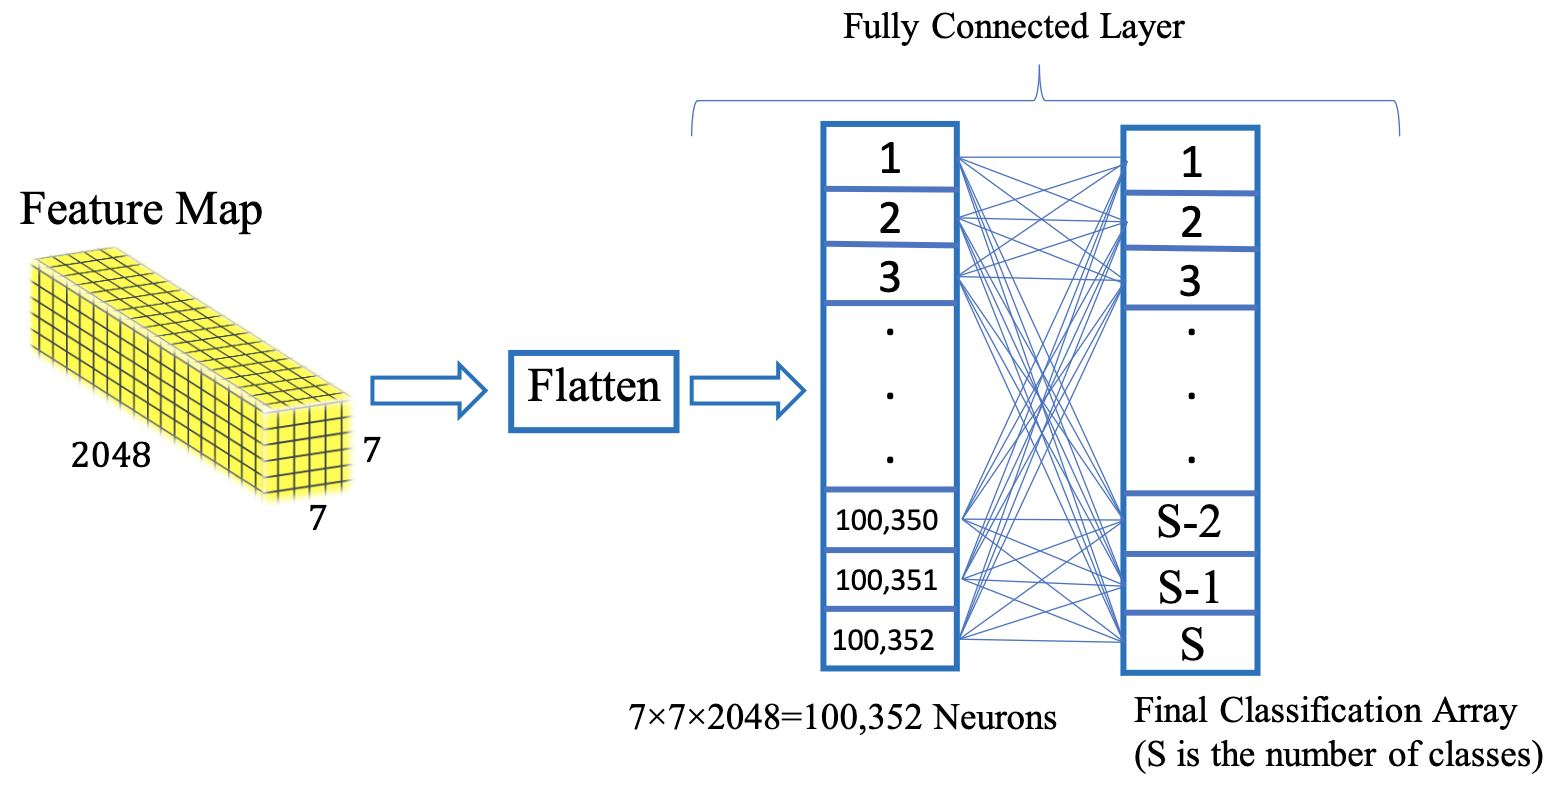 Fully Connected Layer
Feature Map
2048
7
7
Flatten
1
2
3
.
.
.
100,350
100,351
100,352
7×7×2048=100,352 Neurons
1
2
3
.
.
.
S-2
S-1
S
Final Classification Array
(S is the number of classes)